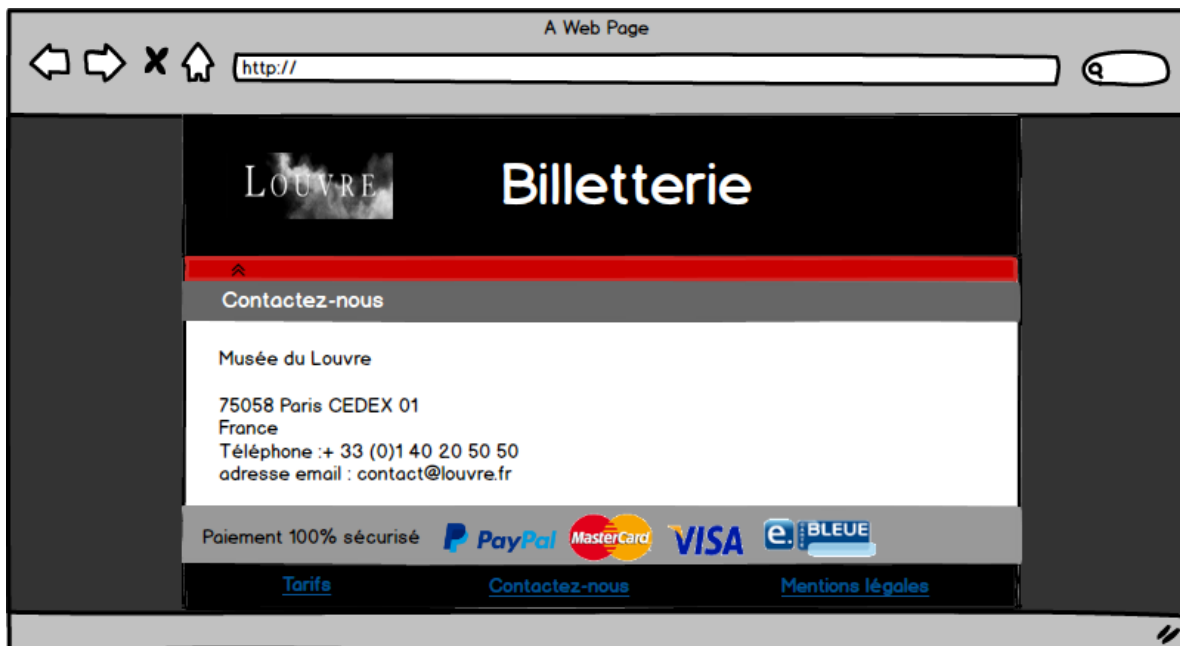 A Web Page
http://
LOUVRE
Billetterie
Contactez-nous
Musée du Louvre
75058 Paris CEDEX 01
France
Téléphone :+ 33 (0)1 40 20 50 50
adresse email : contact@louvre.fr
Paiement 100% sécurisé PayPal MasterCard VISA e. BLEUE
Tarifs Contactez-nous Mentions légales